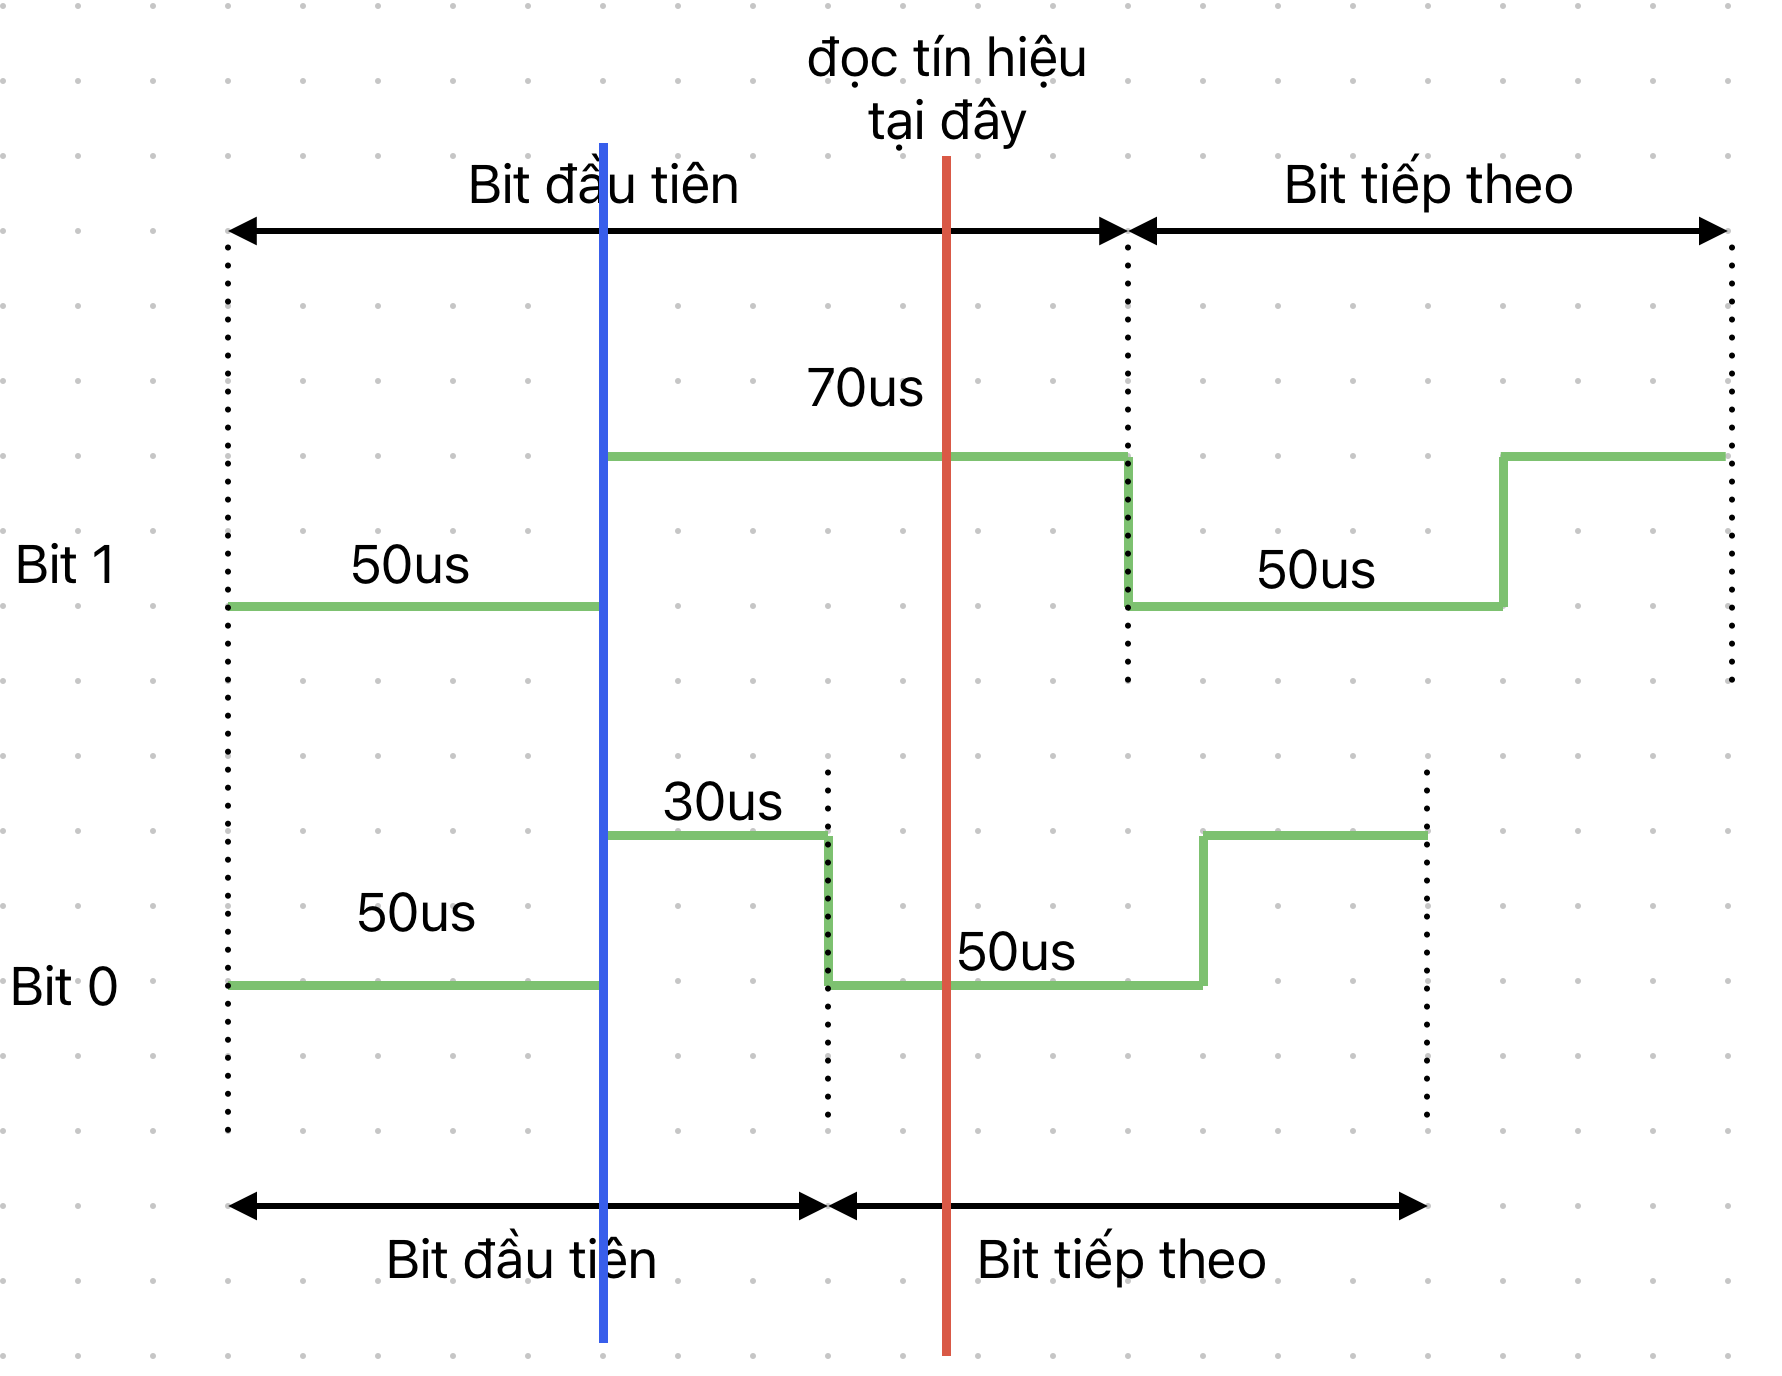 đọc tín hiệu
tại đây
Bit đầu tiên
Bit tiếp theo
70us
Bit 1
50us
50us
30us
50us
50us
Bit 0
Bit đầu tiên
Bit tiếp theo